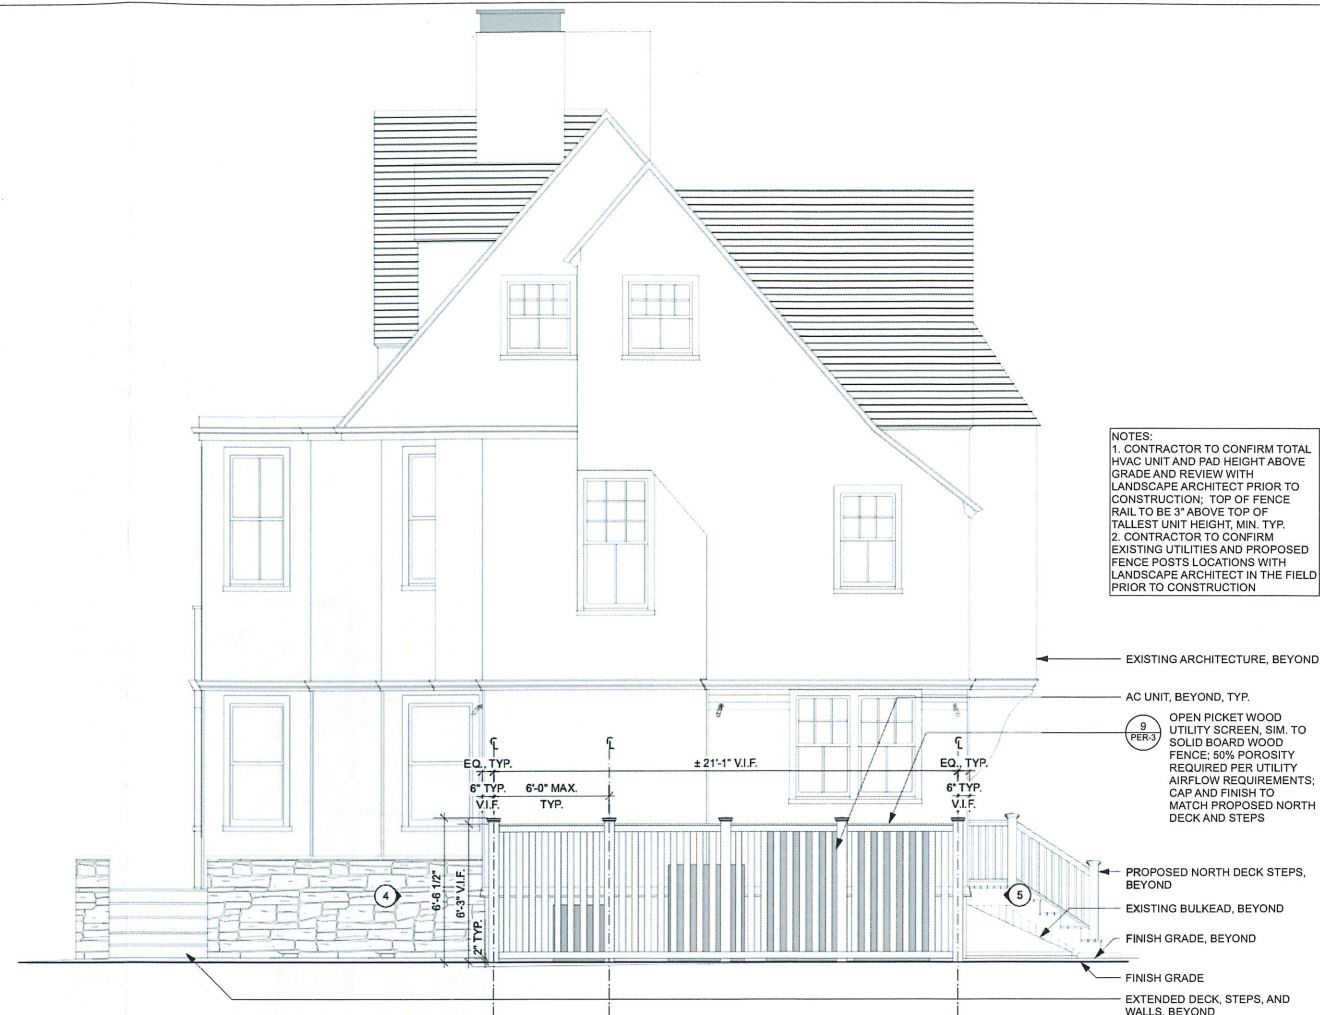 NOTES:
1. CONTRACTOR TO CONFIRM TOTAL
HVAC UNIT AND PAD HEIGHT ABOVE
GRADE AND REVIEW WITH
LANDSCAPE ARCHITECT PRIOR TO
CONSTRUCTION; TOP OF FENCE
RAIL TO BE 3" ABOVE TOP OF
TALLEST UNIT HEIGHT, MIN. TYP.
2. CONTRACTOR TO CONFIRM
EXISTING UTILITIES AND PROPOSED
FENCE POSTS LOCATIONS WITH
LANDSCAPE ARCHITECT IN THE FIELD
PRIOR TO CONSTRUCTION
EXISTING ARCHITECTURE, BEYOND
AC UNIT, BEYOND, TYP.
9
PER-3
OPEN PICKET WOOD
UTILITY SCREEN, SIM. TO
SOLID BOARD WOOD
FENCE; 50% POROSITY
REQUIRED PER UTILITY
AIRFLOW REQUIREMENTS;
CAP AND FINISH TO
MATCH PROPOSED NORTH
DECK AND STEPS
PROPOSED NORTH DECK STEPS,
BEYOND
EXISTING BULKEAD, BEYOND
FINISH GRADE, BEYOND
FINISH GRADE
EXTENDED DECK, STEPS, AND
WALLS, BEYOND
EQ., TYP.
± 21'-1" V.I.F.
EQ., TYP.
6" TYP.
V.I.F.
6'-0" MAX.
TYP.
6" TYP.
V.I.F.
6'-6 1/2"
6'-3" V.I.F.
2" TYP.
4
5